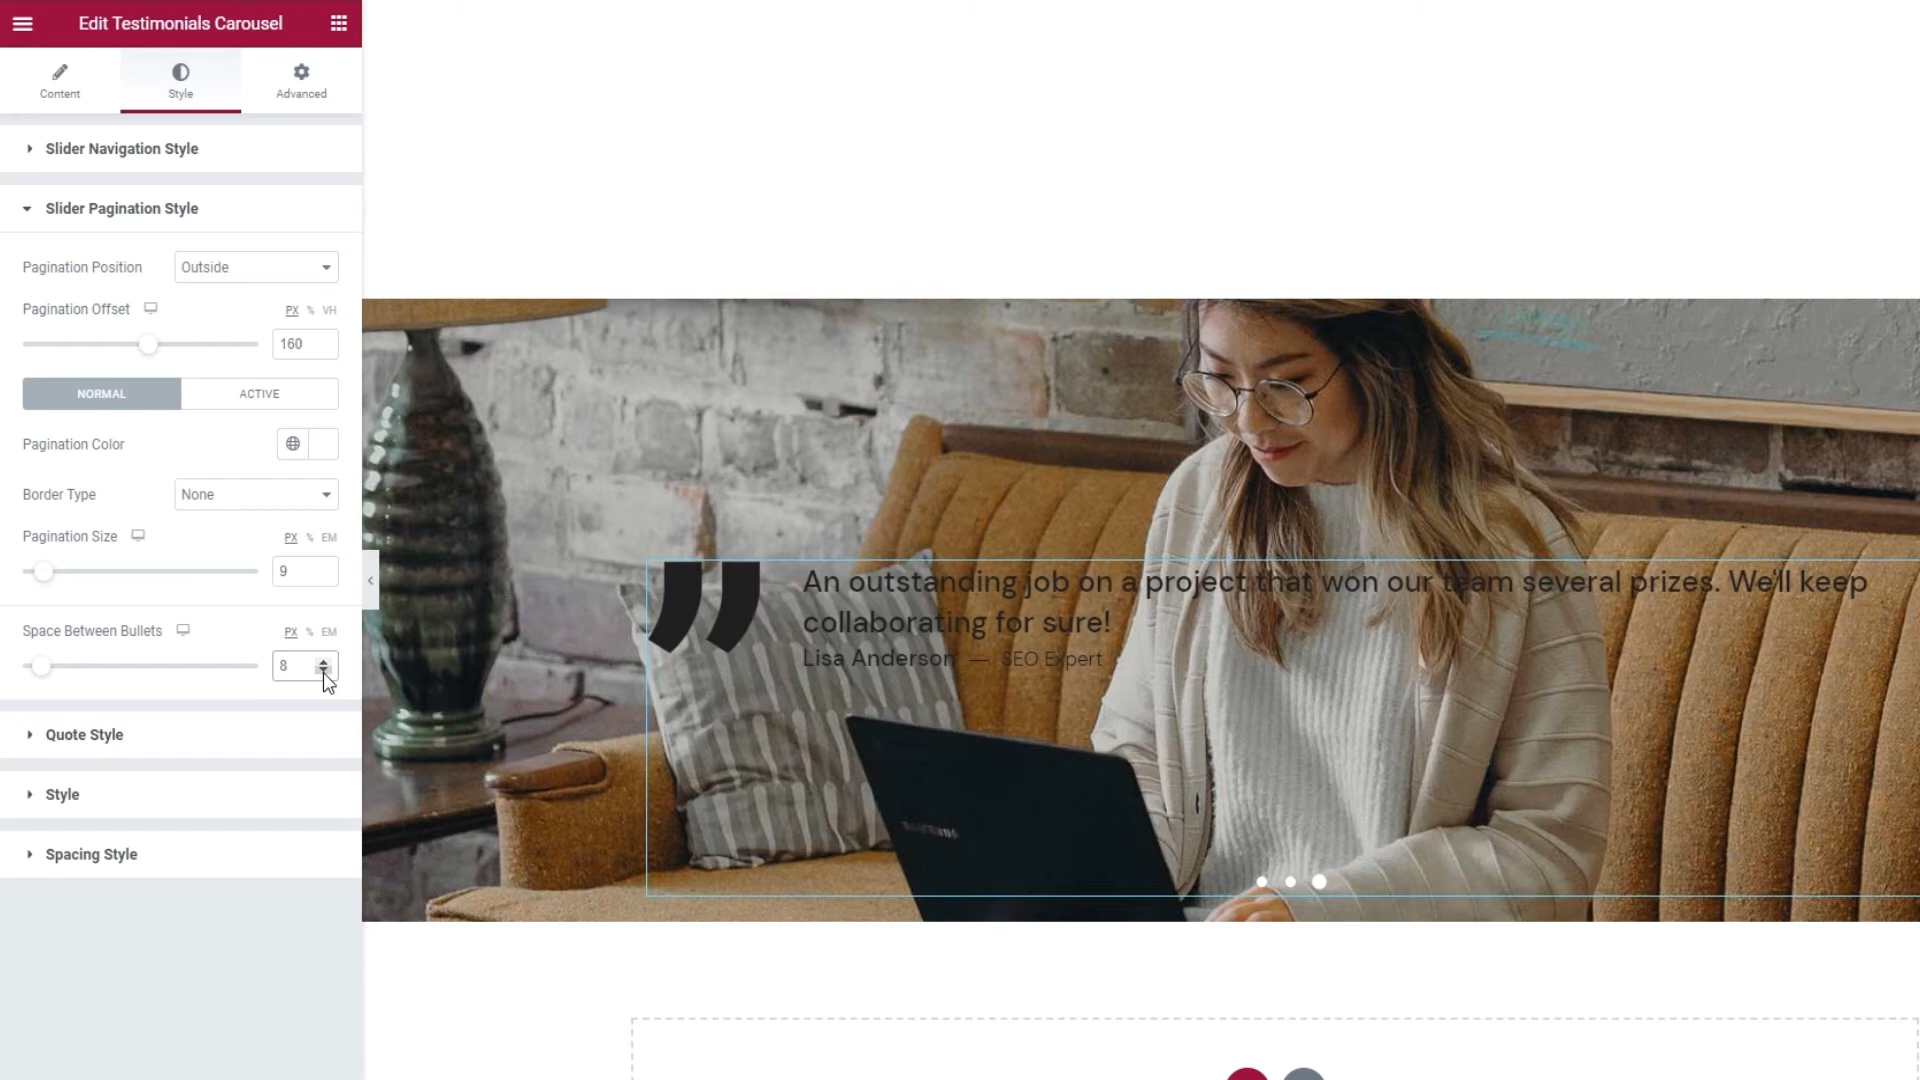 Edit Testimonials Carousel
Content
Style
Advanced
Slider Navigation Style
Slider Pagination Style
Pagination Position
Outside
Pagination Offset
PX % VH
160
NORMAL
ACTIVE
Pagination Color
Border Type
None
Pagination Size
PX % EM
9
Space Between Bullets
PX % EM
8
Quote Style
Style
Spacing Style
”
An outstanding job on a project that won our team several prizes. We'll keep
collaborating for sure!
Lisa Anderson — SEO Expert
SAMSUNG